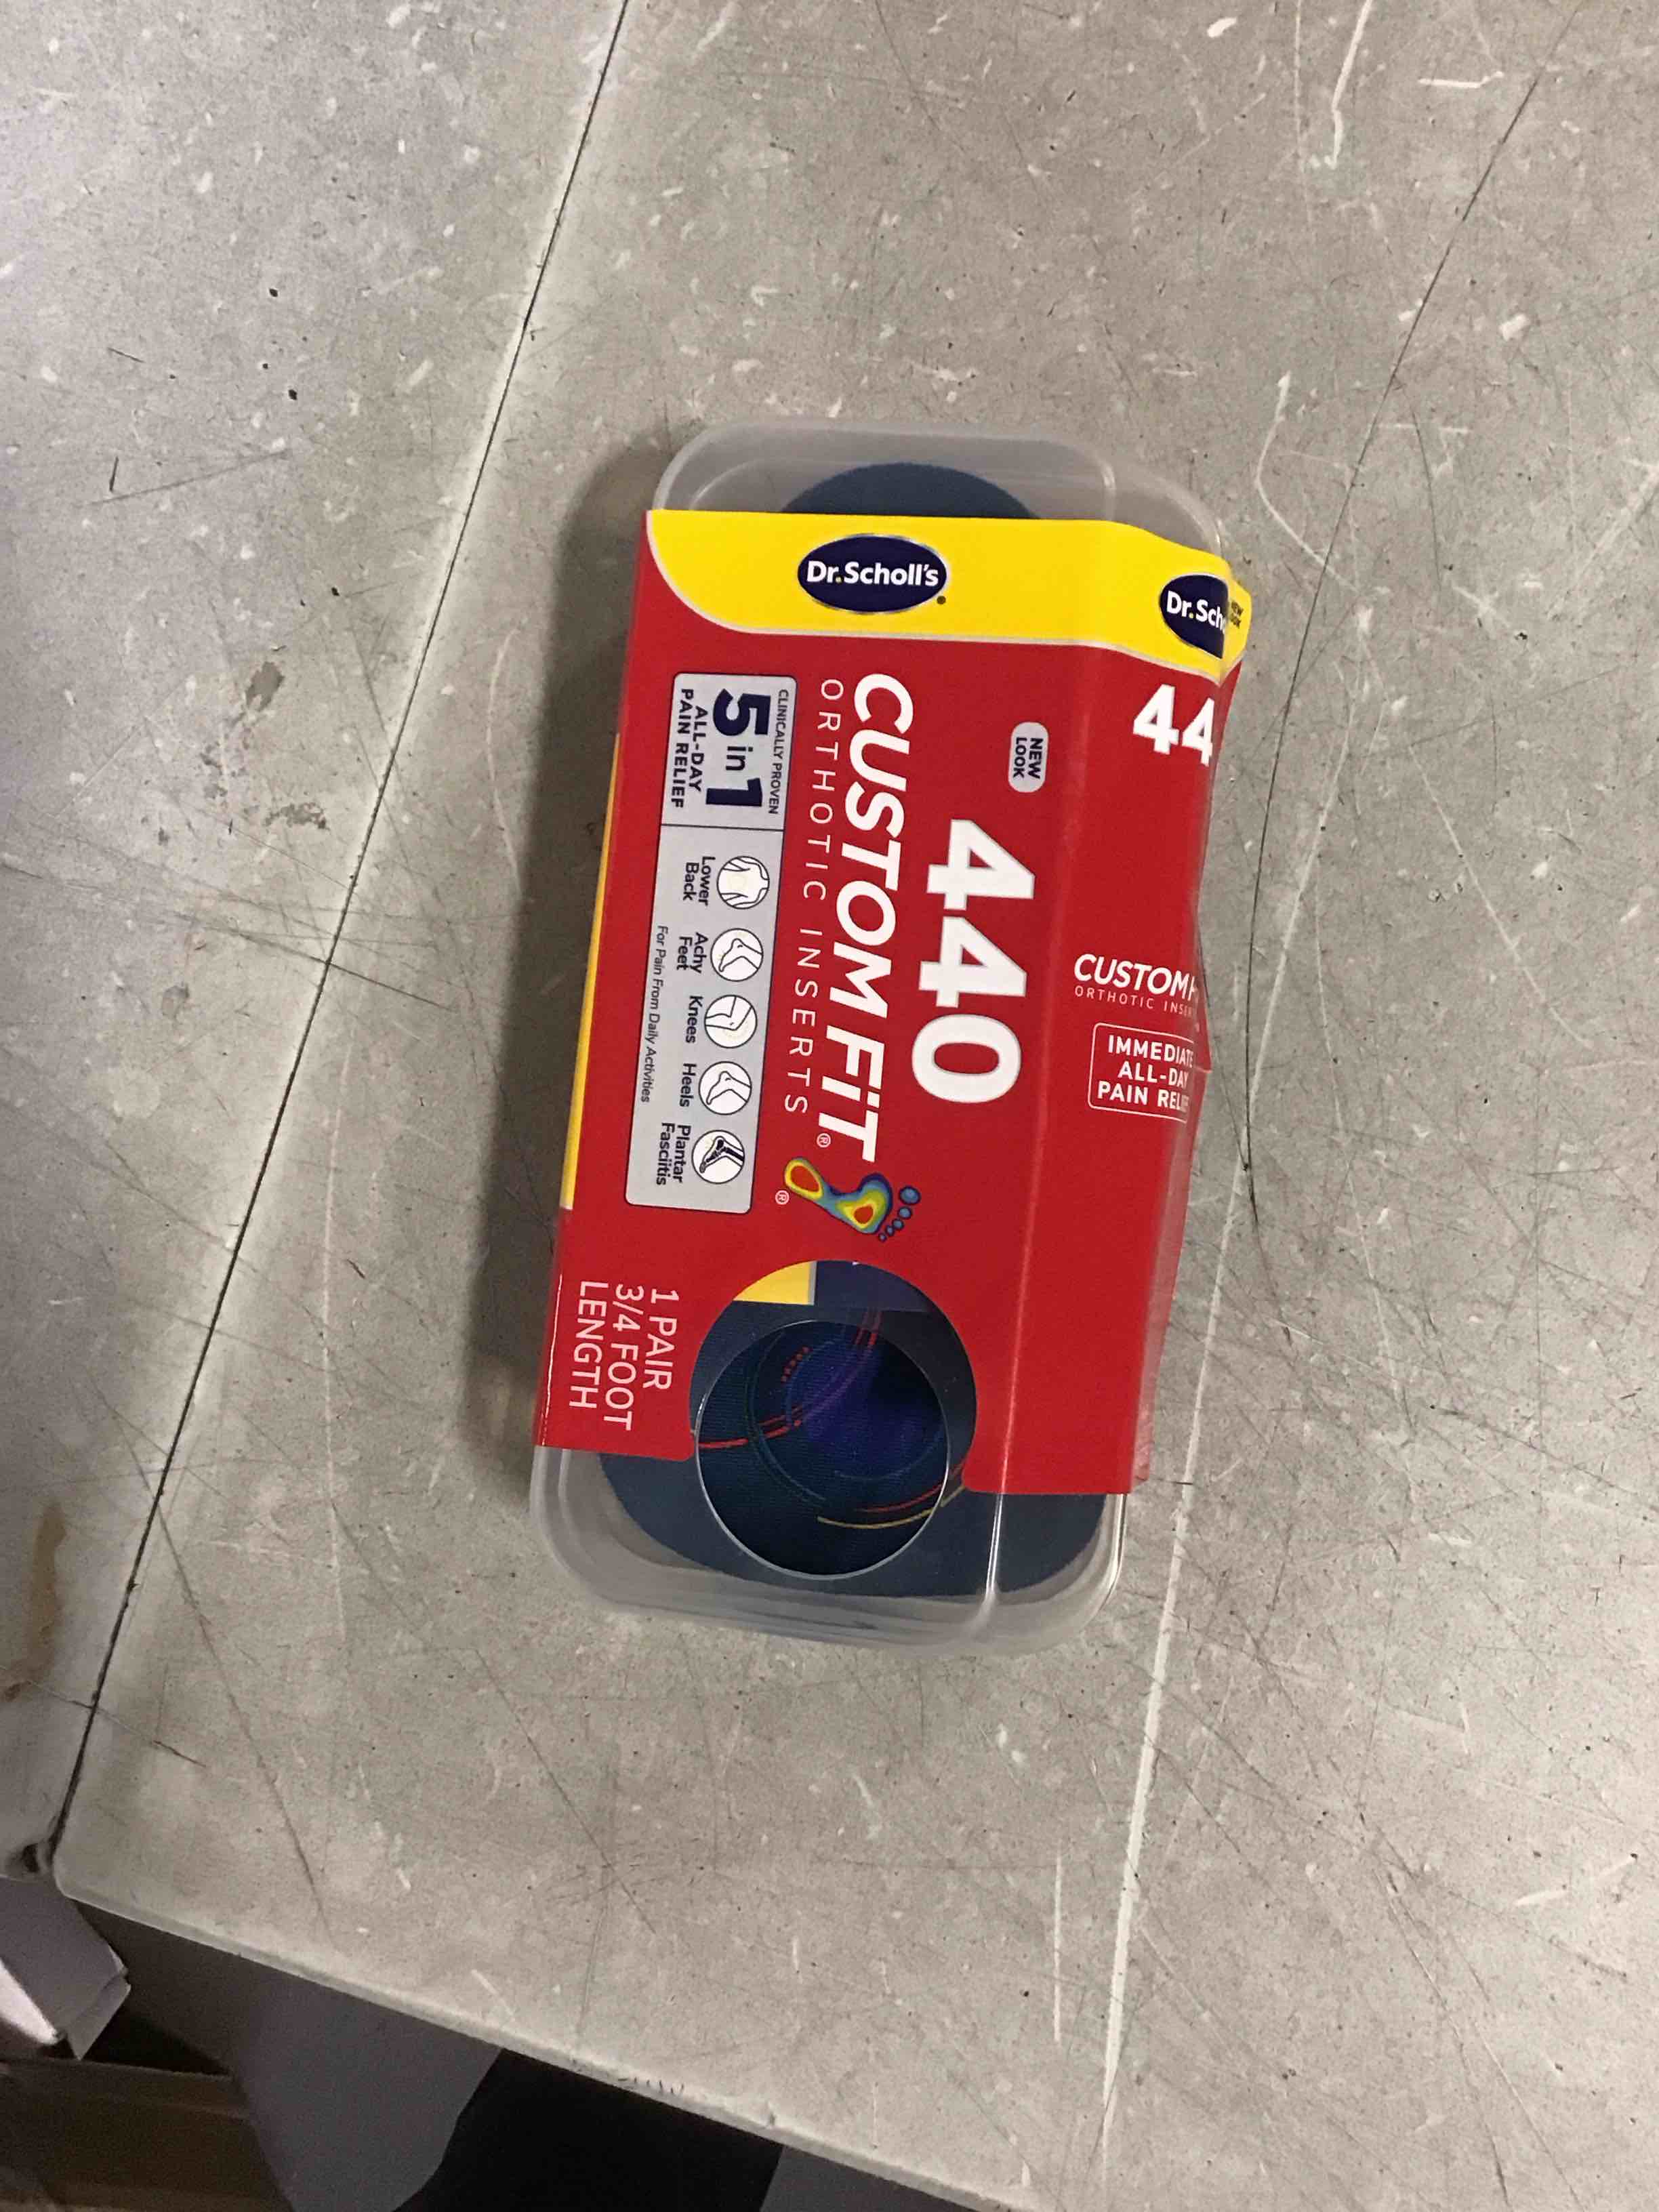 Dr.Scholl's®
NEW
LOOK
440
CUSTOM FiT®
ORTHOTIC INSERTS®
CLINICALLY PROVEN
5 in 1
ALL-DAY
PAIN RELIEF
Lower
Back
Achy
Feet
Knees
Heels
Plantar
Fasciitis
For Pain From Daily Activities
1 PAIR
3/4 FOOT
LENGTH
Dr.Sch
44
CUSTOM
ORTHOTIC
IMMEDIATE
ALL-DAY
PAIN